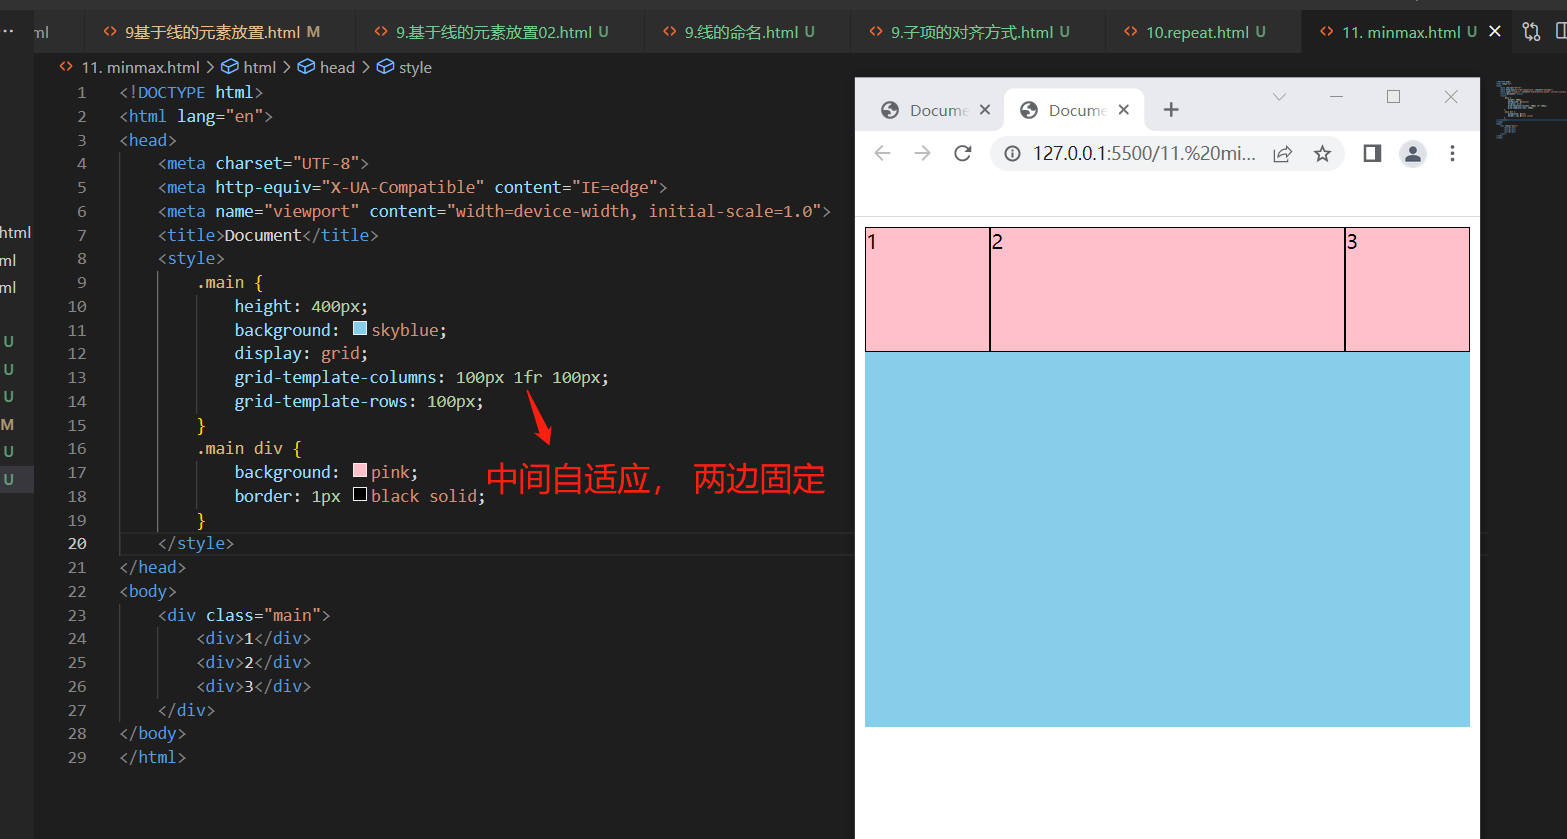 ml
9基于线的元素放置.html M
9.基于线的元素放置02.html U
9.线的命名.html U
9.子项的对齐方式.html U
10.repeat.html U
11. minmax.html U
11. minmax.html > html > head > style
html
ml
ml
U
U
U
M
U
U
1 <!DOCTYPE html>
2 <html lang="en">
3 <head>
4 <meta charset="UTF-8">
5 <meta http-equiv="X-UA-Compatible" content="IE=edge">
6 <meta name="viewport" content="width=device-width, initial-scale=1.0">
7 <title>Document</title>
8 <style>
9 .main {
10 height: 400px;
11 background: skyblue;
12 display: grid;
13 grid-template-columns: 100px 1fr 100px;
14 grid-template-rows: 100px;
15 }
16 .main div {
17 background: pink;
18 border: 1px black solid;
19 }
20 </style>
21 </head>
22 <body>
23 <div class="main">
24 <div>1</div>
25 <div>2</div>
26 <div>3</div>
27 </div>
28 </body>
29 </html>
中间自适应， 两边固定
Docume
Docume
127.0.0.1:5500/11.%20mi...
1
2
3